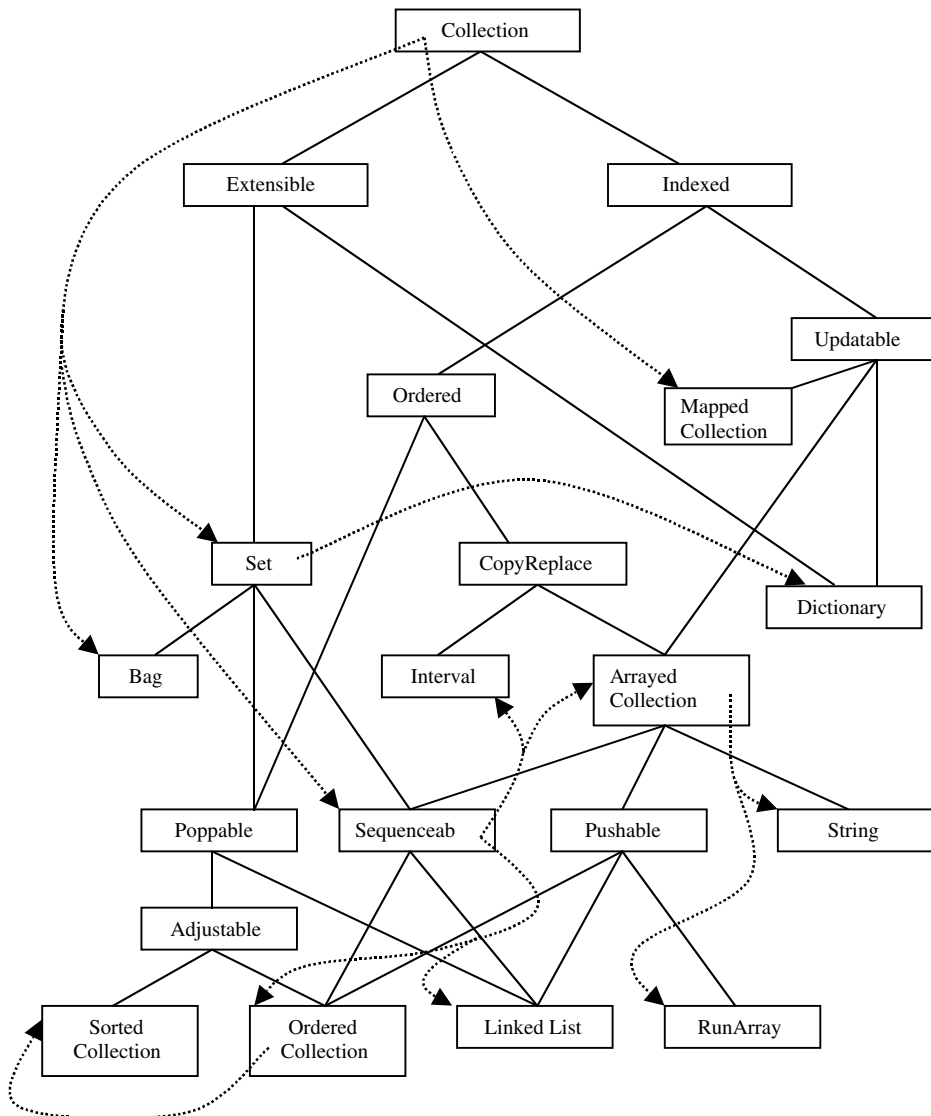 Collection
Extensible
Indexed
Updatable
Ordered
Mapped
Collection
Set
CopyReplace
Dictionary
Bag
Interval
Arrayed
Collection
Poppable
Sequenceab
Pushable
String
Adjustable
Sorted
Collection
Ordered
Collection
Linked List
RunArray